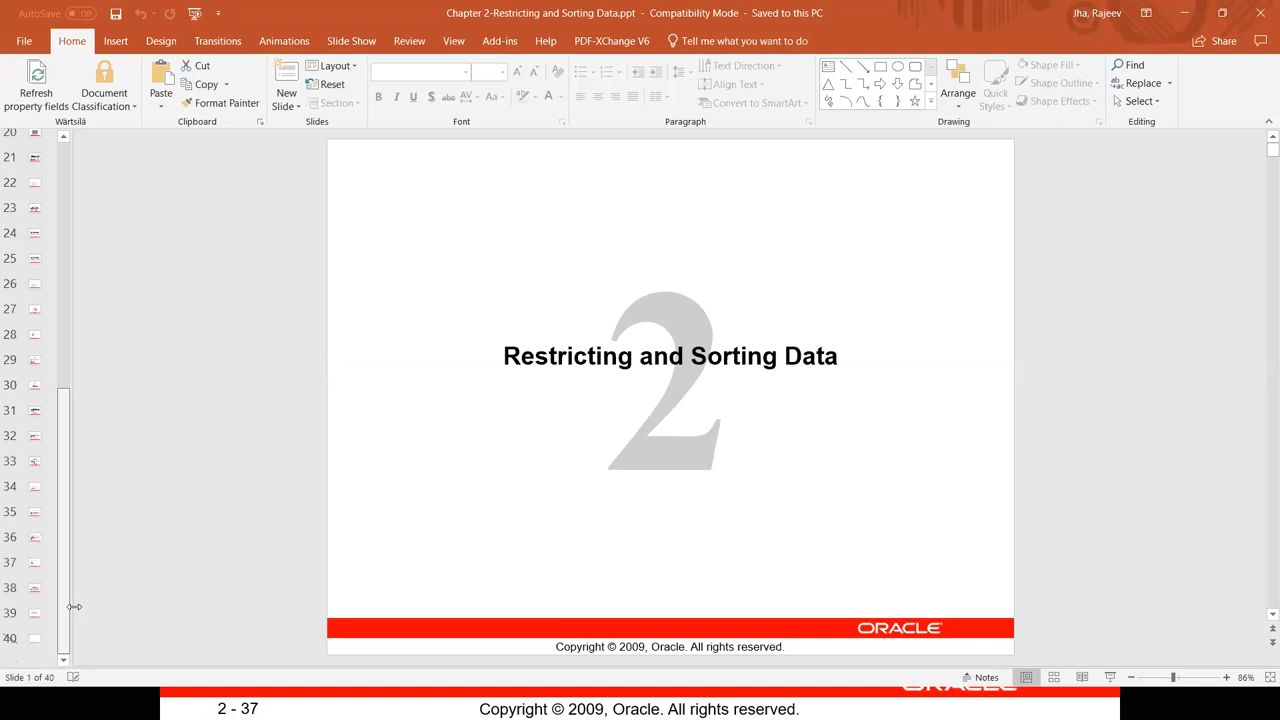 AutoSave Off
Chapter 2-Restricting and Sorting Data.ppt - Compatibility Mode - Saved to this PC
Jha, Rajeev
File Home Insert Design Transitions Animations Slide Show Review View Add-ins Help PDF-XChange V6 Tell me what you want to do Share
Refresh property fields
Document Classification
Wärtsilä
Paste
Cut
Copy
Format Painter
Clipboard
New Slide
Layout
Reset
Section
Slides
B I U S abc AV Aa A
Font
Text Direction
Align Text
Convert to SmartArt
Paragraph
Arrange
Quick Styles
Shape Fill
Shape Outline
Shape Effects
Drawing
Find
Replace
Select
Editing
20
21
22
23
24
25
26
27
28
29
30
31
32
33
34
35
36
37
38
39
40
2
Restricting and Sorting Data
ORACLE
Copyright © 2009, Oracle. All rights reserved.
Slide 1 of 40
Notes
86%
2 - 37
Copyright © 2009, Oracle. All rights reserved.